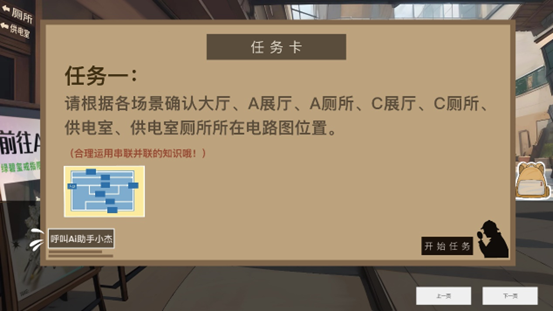 厕所
供电室
任务卡
任务一：
请根据各场景确认大厅、A展厅、A厕所、C展厅、C厕所、
供电室、供电室厕所所在电路图位置。
（合理运用串联并联的知识哦！）
前往A
呼叫Ai助手小杰
开始任务
上一页
下一页